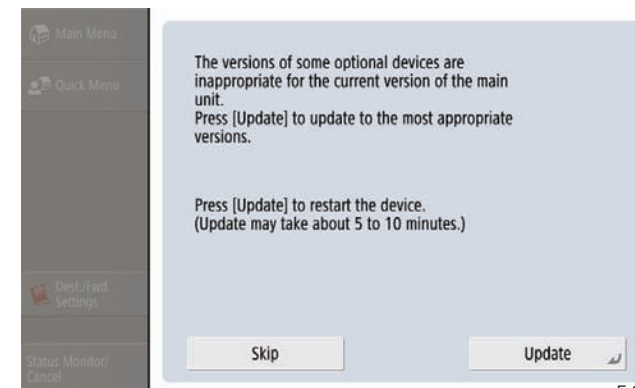 Main Menu
Quick Menu
Dest./Fwd.
Settings
Status Monitor/
Cancel
The versions of some optional devices are
inappropriate for the current version of the main
unit.
Press [Update] to update to the most appropriate
versions.
Press [Update] to restart the device.
(Update may take about 5 to 10 minutes.)
Skip
Update